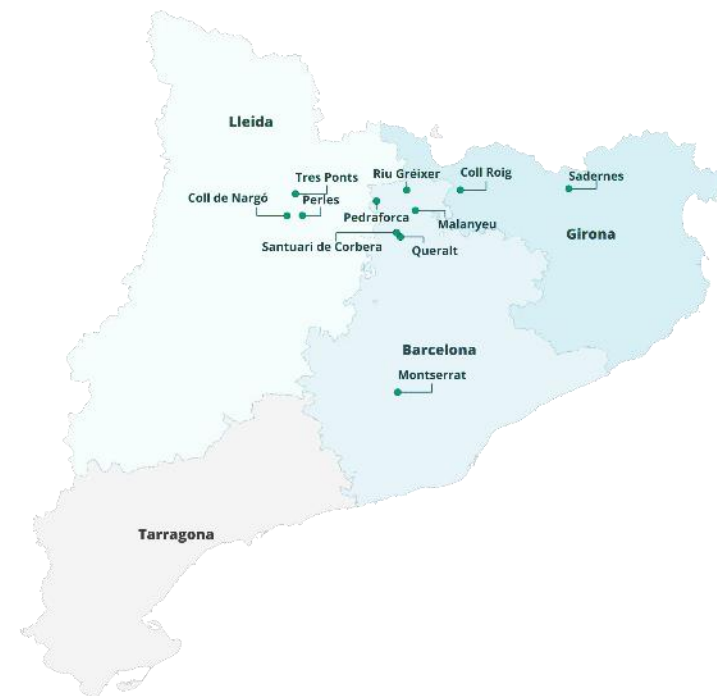 Lleida
Riu Gréixer
Coll Roig
Sadernes
Tres Ponts
Coll de Nargó
Perles
Pedraforca
Malanyeu
Girona
Santuari de Corbera
Queralt
Barcelona
Montserrat
Tarragona